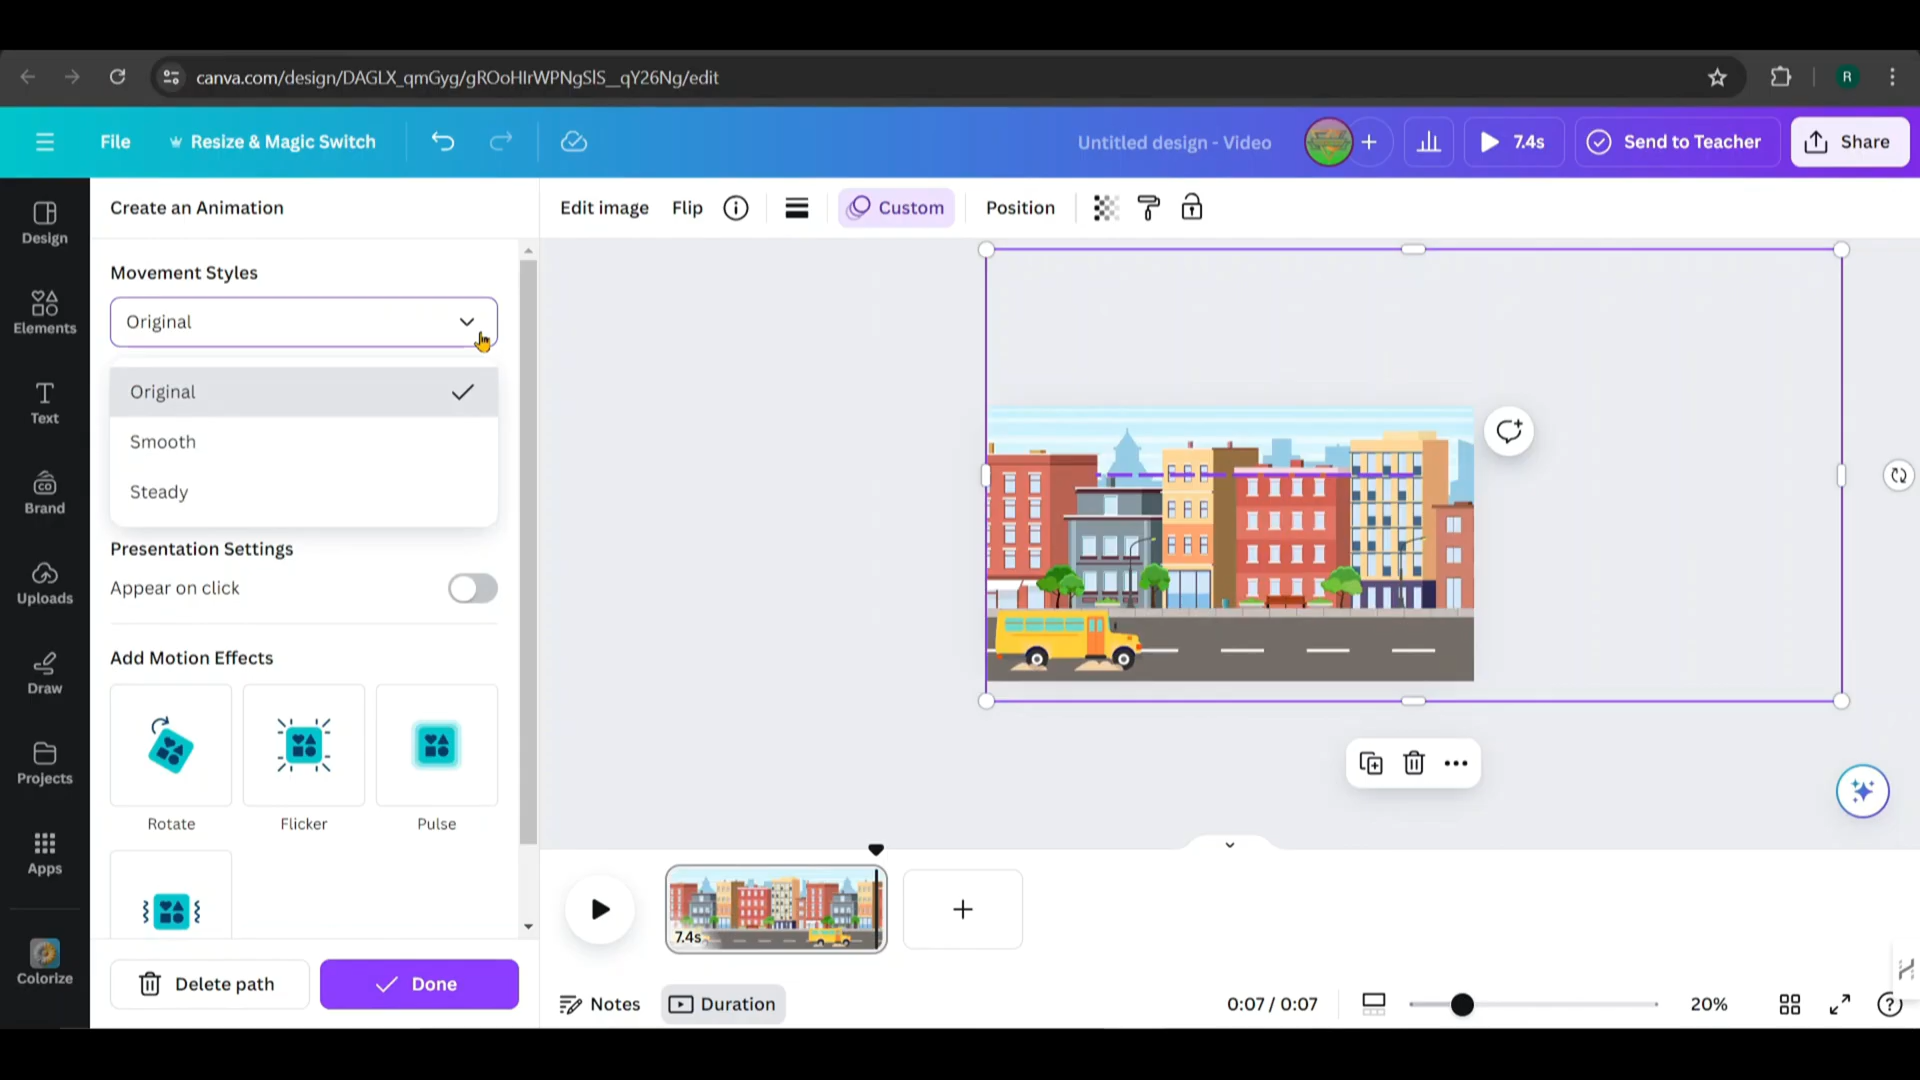 canva.com/design/DAGLX_qmGyg/gROoHIrWPNgSlS__qY26Ng/edit
R
File
Resize & Magic Switch
Untitled design - Video
7.4s
Send to Teacher
Share
Design
Elements
Text
Brand
Uploads
Draw
Projects
Apps
Colorize
Create an Animation
Movement Styles
Original
Original
Smooth
Steady
Presentation Settings
Appear on click
Add Motion Effects
Rotate
Flicker
Pulse
Delete path
Done
Edit image
Flip
Custom
Position
7.4s
Notes
Duration
0:07 / 0:07
20%